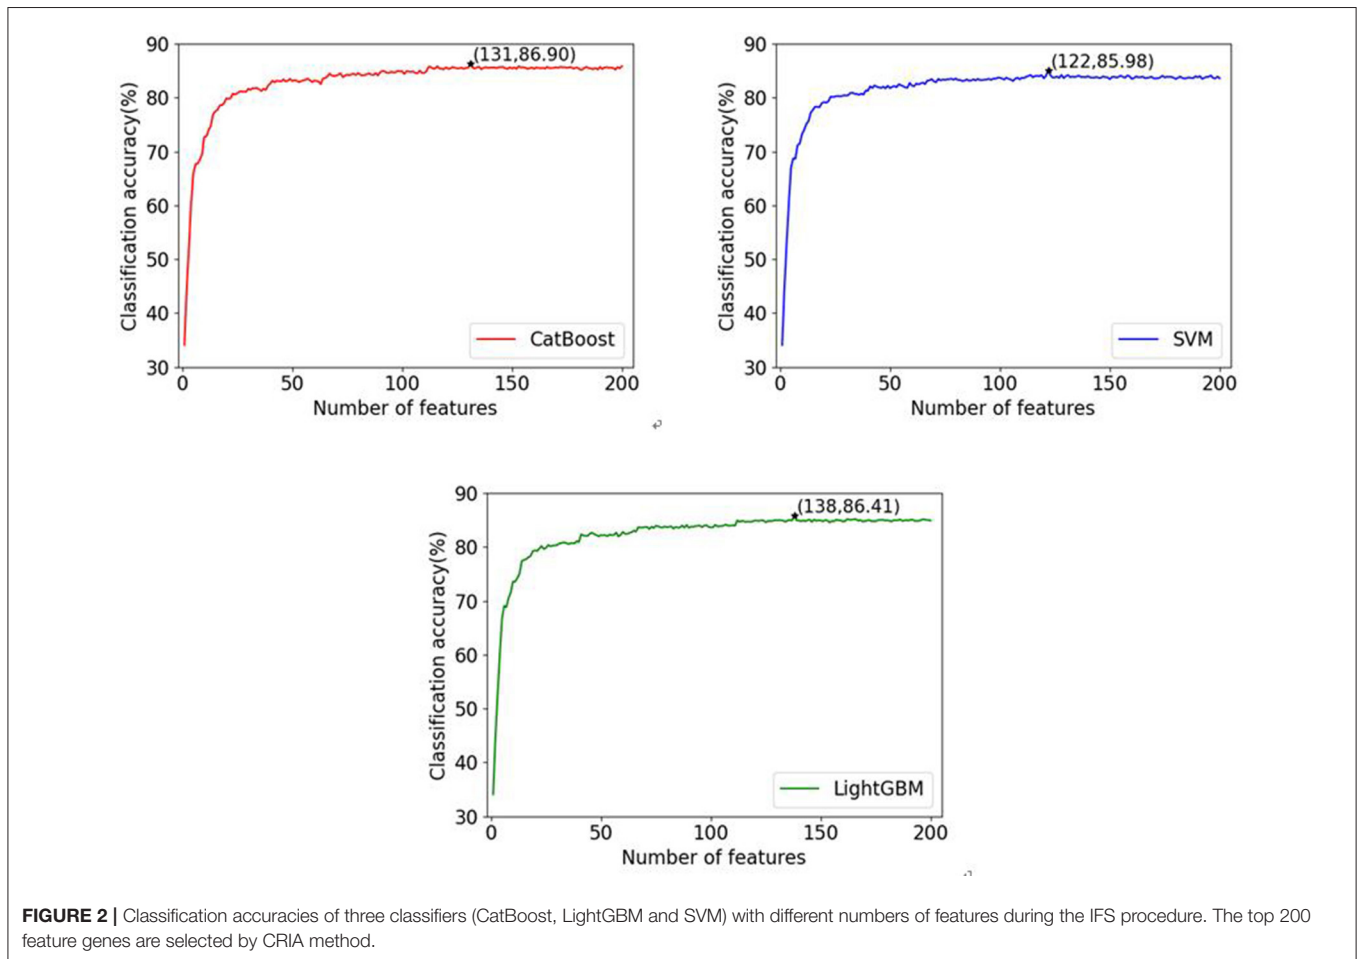 90
80
70
60
50
40
30
Classification accuracy(%)
(131,86.90)
CatBoost
0 50 100 150 200
Number of features
90
80
70
60
50
40
30
Classification accuracy(%)
(122,85.98)
SVM
0 50 100 150 200
Number of features
90
80
70
60
50
40
30
Classification accuracy(%)
(138,86.41)
LightGBM
0 50 100 150 200
Number of features
FIGURE 2 | Classification accuracies of three classifiers (CatBoost, LightGBM and SVM) with different numbers of features during the IFS procedure. The top 200
feature genes are selected by CRIA method.